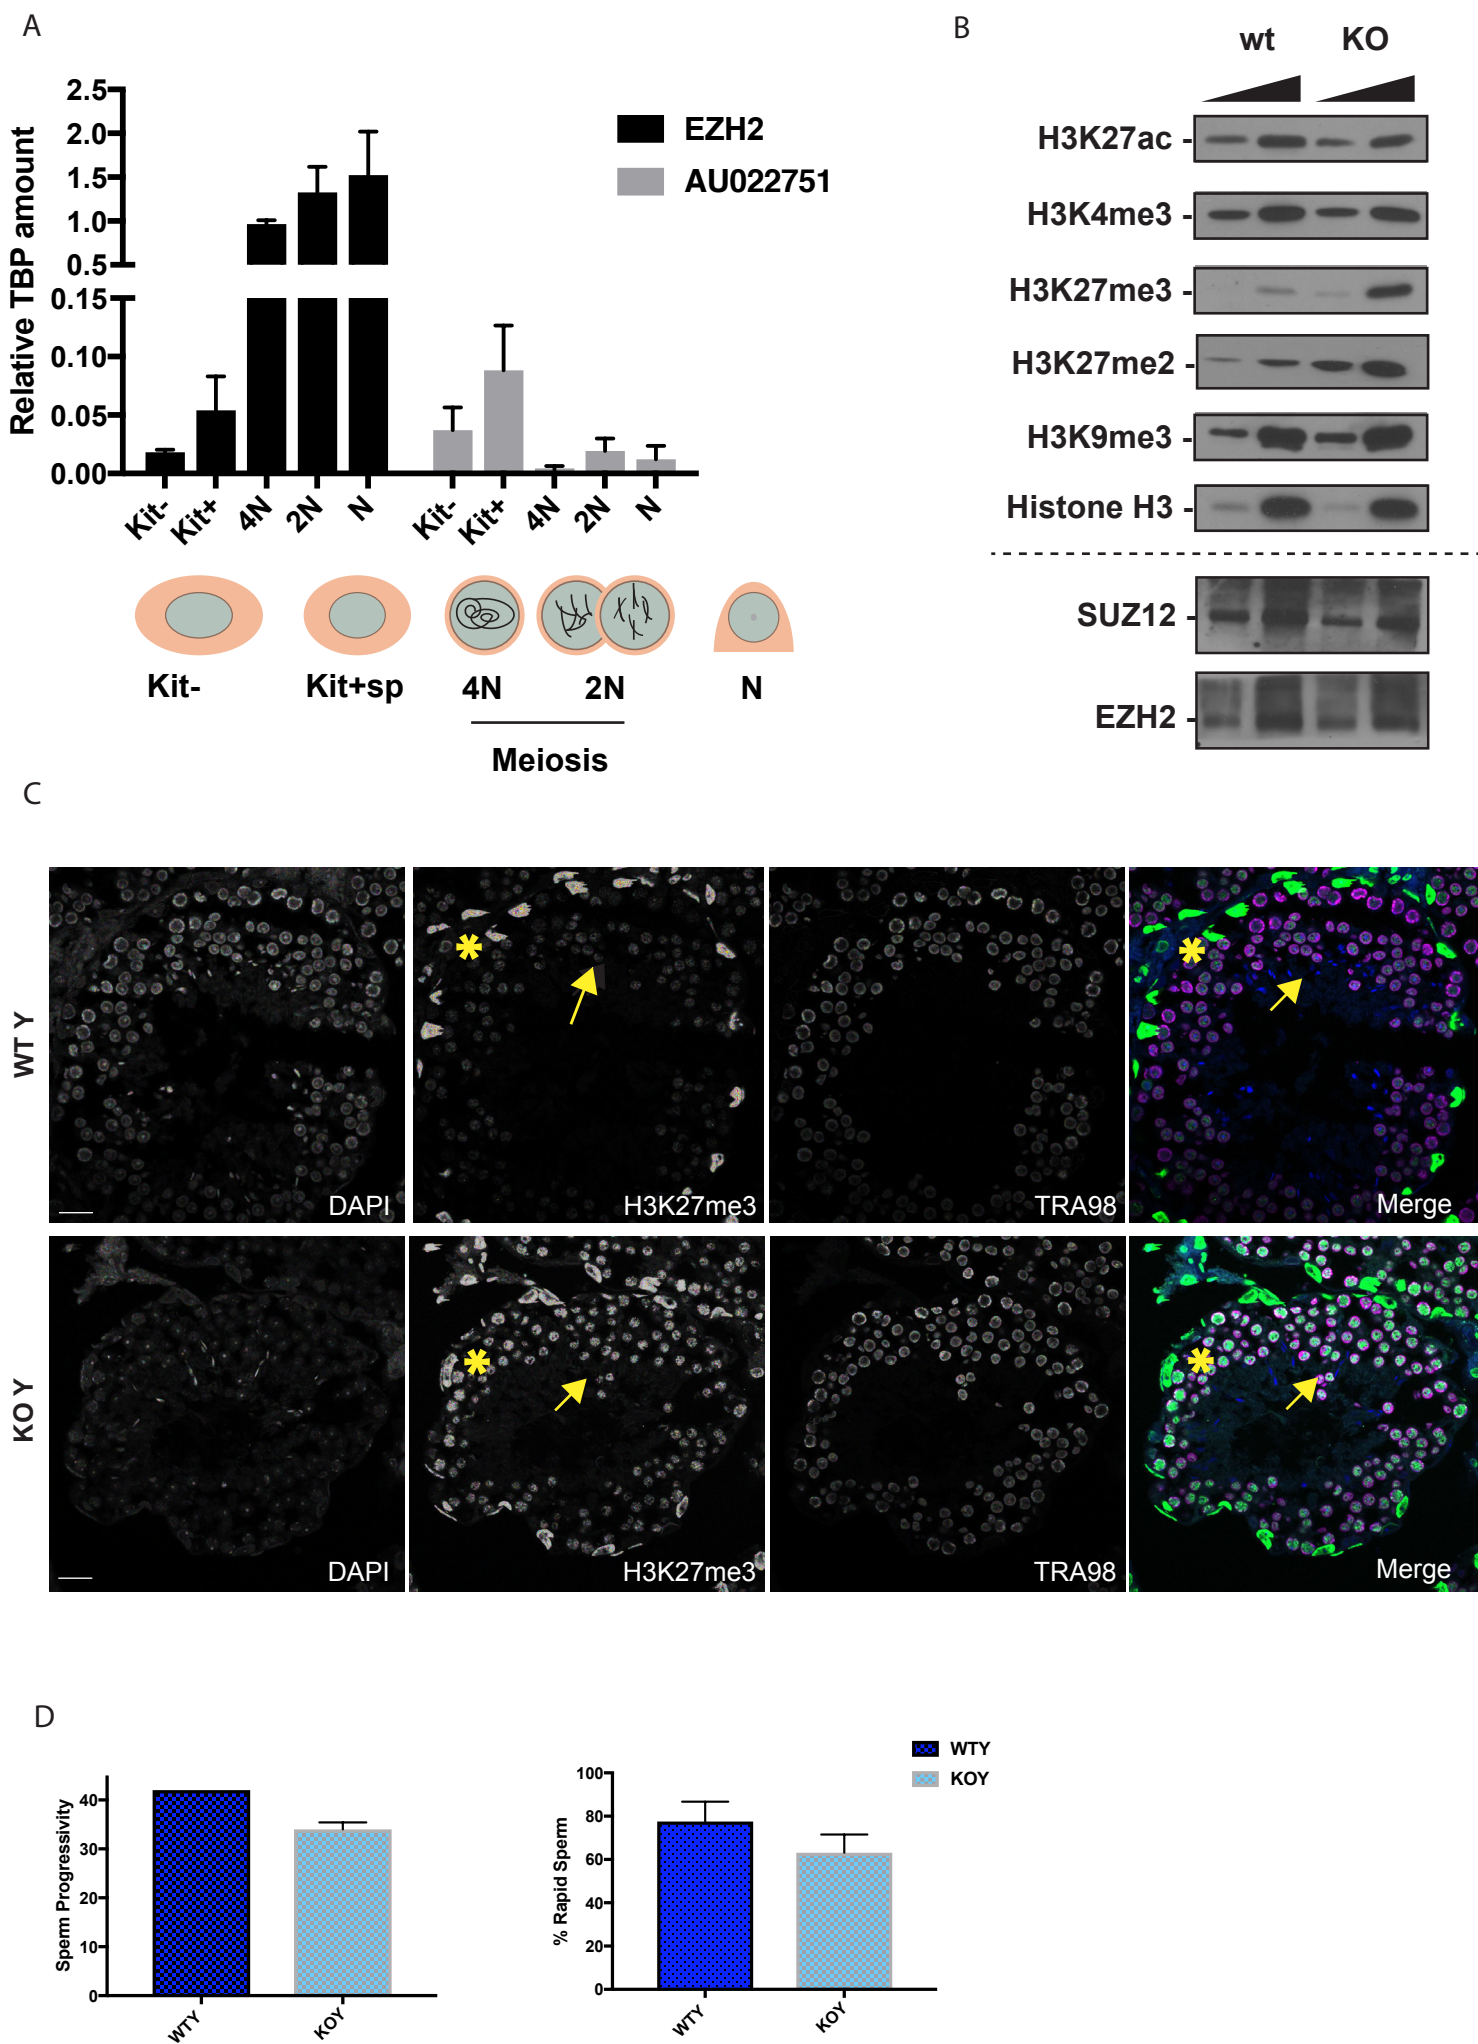 A
2.5
2.0
1.5
1.0
0.5
0.15
0.10
0.05
0.00
Relative TBP amount
EZH2
AU022751
Kit- Kit+ 4N 2N N Kit- Kit+ 4N 2N N
Kit- Kit+sp 4N 2N N
Meiosis
B
wt KO
H3K27ac -
H3K4me3 -
H3K27me3 -
H3K27me2 -
H3K9me3 -
Histone H3 -
SUZ12 -
EZH2 -
C
WT Y
DAPI H3K27me3 TRA98 Merge
KO Y
DAPI H3K27me3 TRA98 Merge
D
Sperm Progressivity
40
30
20
10
0
WTY KOY
% Rapid Sperm
100
80
60
40
20
0
WTY KOY
WTY
KOY